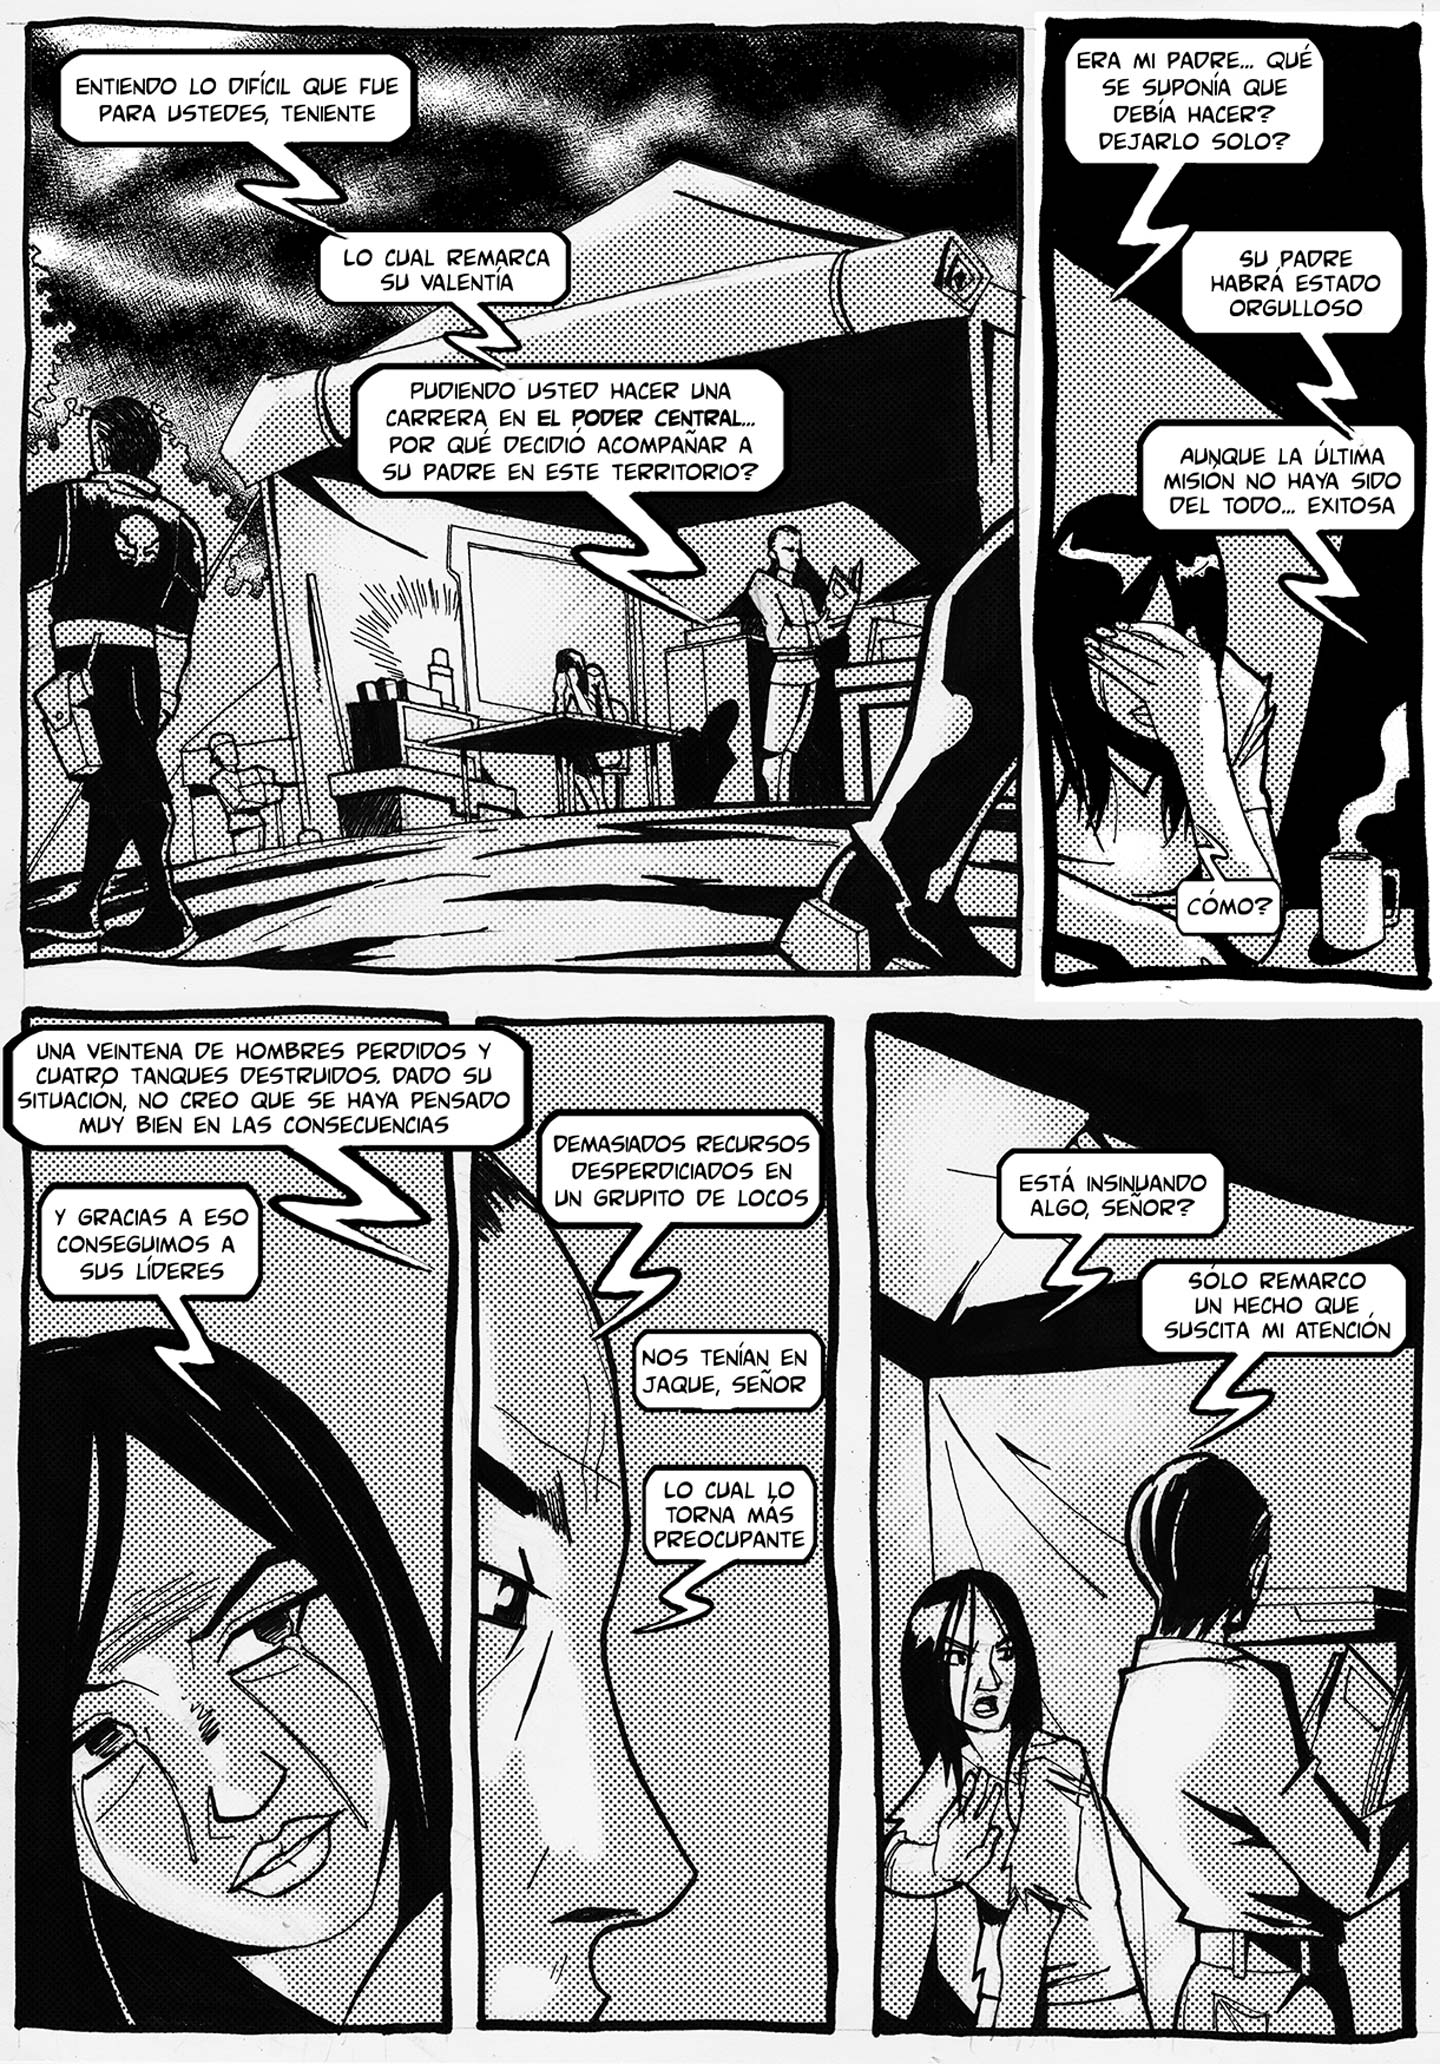 ENTIENDO LO DIFÍCIL QUE FUE
PARA USTEDES, TENIENTE
LO CUAL REMARCA
SU VALENTÍA
PUDIENDO USTED HACER UNA
CARRERA EN EL PODER CENTRAL...
POR QUÉ DECIDIÓ ACOMPAÑAR A
SU PADRE EN ESTE TERRITORIO?
ERA MI PADRE... QUÉ
SE SUPONÍA QUE
DEBÍA HACER?
DEJARLO SOLO?
SU PADRE
HABRÁ ESTADO
ORGULLOSO
AUNQUE LA ÚLTIMA
MISIÓN NO HAYA SIDO
DEL TODO... EXITOSA
CÓMO?
UNA VEINTENA DE HOMBRES PERDIDOS Y
CUATRO TANQUES DESTRUIDOS. DADO SU
SITUACIÓN, NO CREO QUE SE HAYA PENSADO
MUY BIEN EN LAS CONSECUENCIAS
Y GRACIAS A ESO
CONSEGUIMOS A
SUS LÍDERES
DEMASIADOS RECURSOS
DESPERDICIADOS EN
UN GRUPITO DE LOCOS
NOS TENÍAN EN
JAQUE, SEÑOR
LO CUAL LO
TORNA MÁS
PREOCUPANTE
ESTÁ INSINUANDO
ALGO, SEÑOR?
SÓLO REMARCO
UN HECHO QUE
SUSCITA MI ATENCIÓN